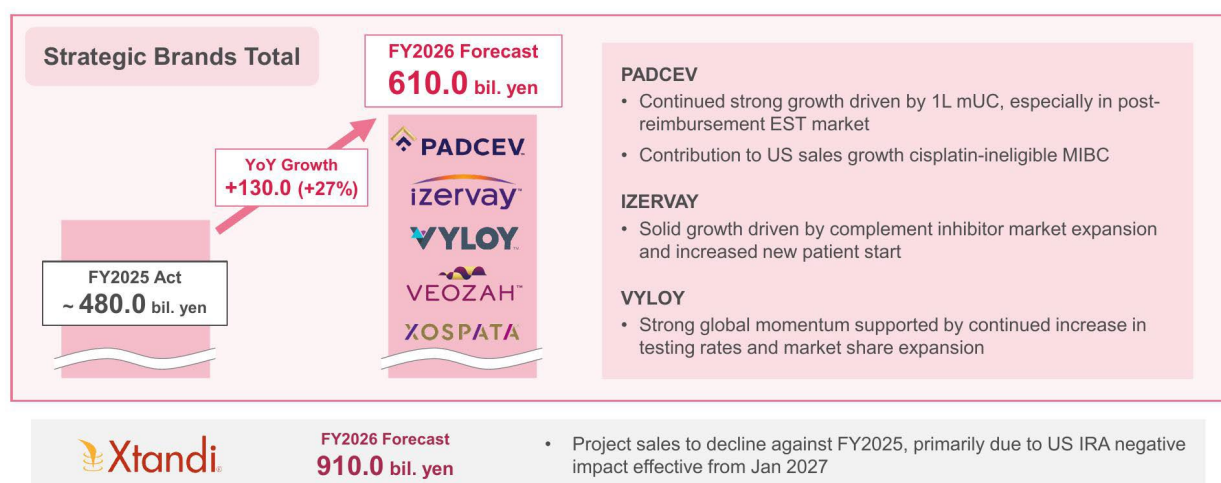 Strategic Brands Total
FY2026 Forecast
610.0 bil. yen
YoY Growth
+130.0 (+27%)
FY2025 Act
~ 480.0 bil. yen
PADCEV™
izervay™
VYLOY™
VEOZAH™
XOSPATA
PADCEV
• Continued strong growth driven by 1L mUC, especially in post-
reimbursement EST market
• Contribution to US sales growth cisplatin-ineligible MIBC
IZERVAY
• Solid growth driven by complement inhibitor market expansion
and increased new patient start
VYLOY
• Strong global momentum supported by continued increase in
testing rates and market share expansion
Xtandi®
FY2026 Forecast
910.0 bil. yen
• Project sales to decline against FY2025, primarily due to US IRA negative
impact effective from Jan 2027